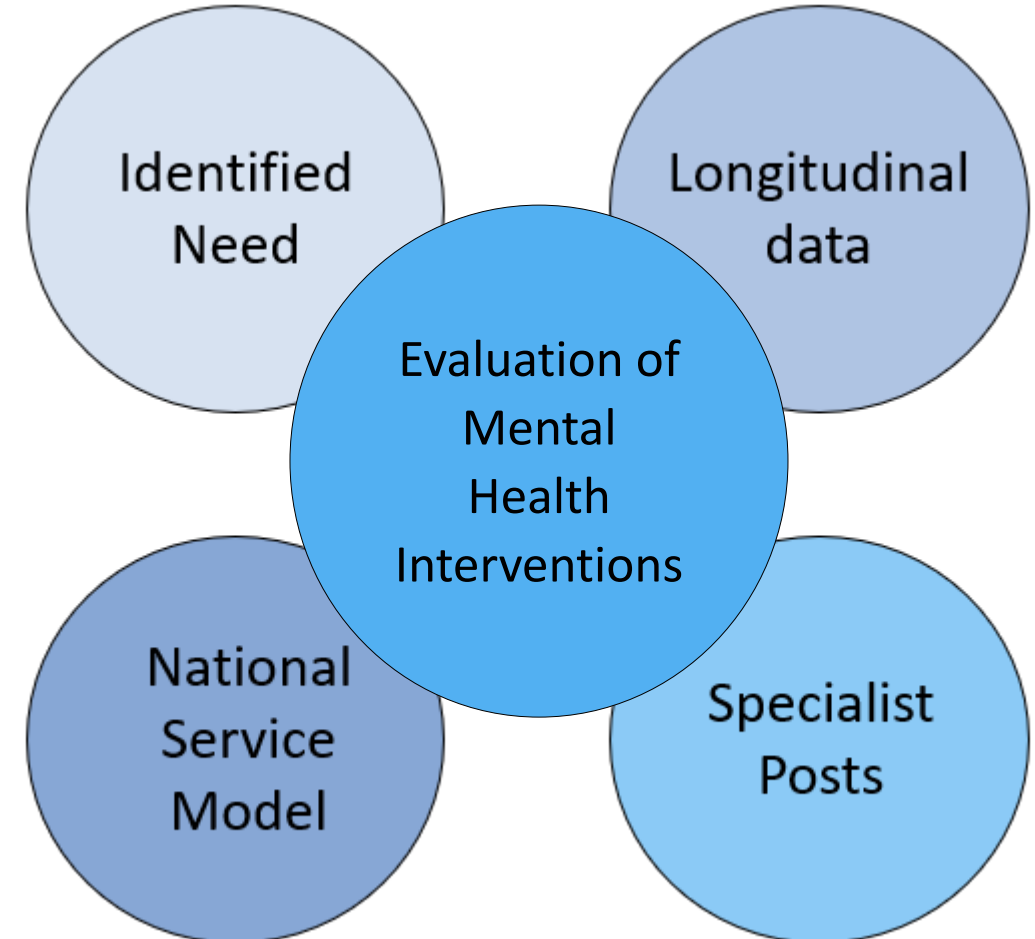 Identified
Need
Longitudinal
data
Evaluation of
Mental
Health
Interventions
National
Service
Model
Specialist
Posts